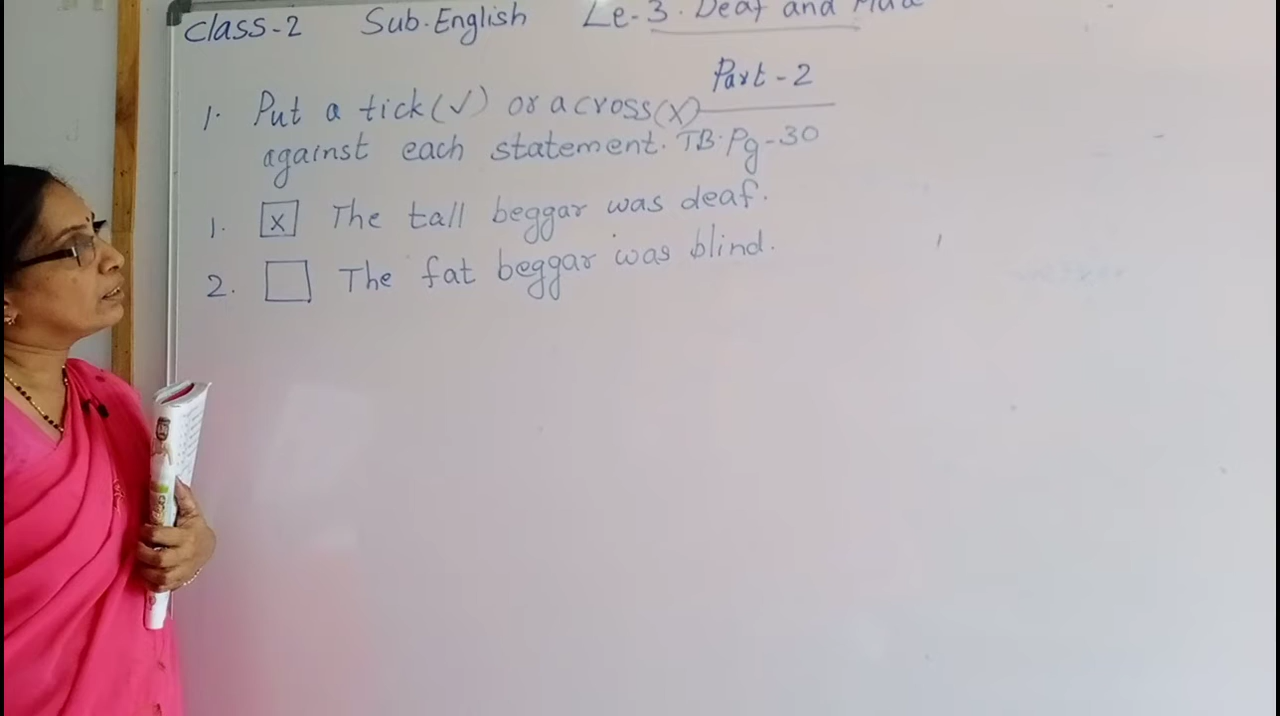 Class-2 Sub.English Le-3. Deaf and
Part-2
1. Put a tick(√) or a cross(x)
against each statement. TB.Pg-30
1. x The tall beggar was deaf.
2. The fat beggar was blind.